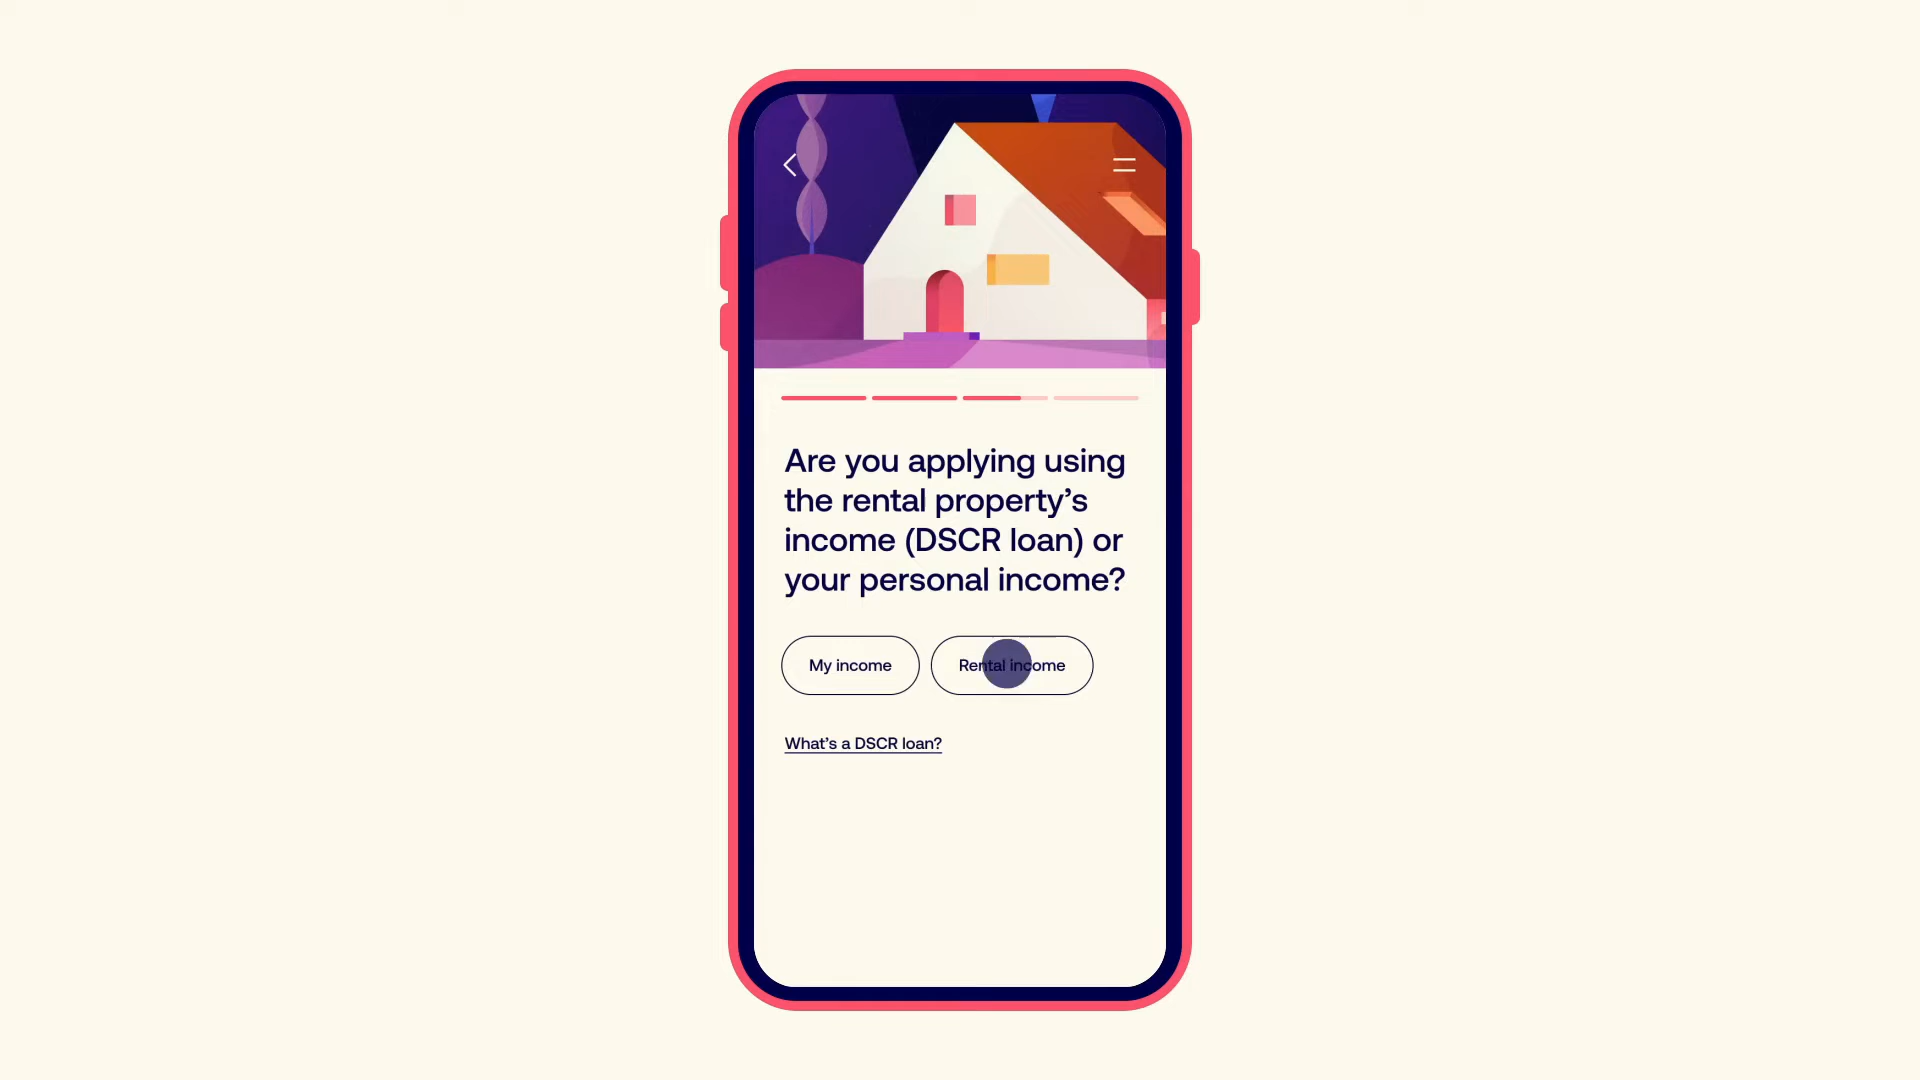 Are you applying using
the rental property’s
income (DSCR loan) or
your personal income?
My income
Rental income
What’s a DSCR loan?